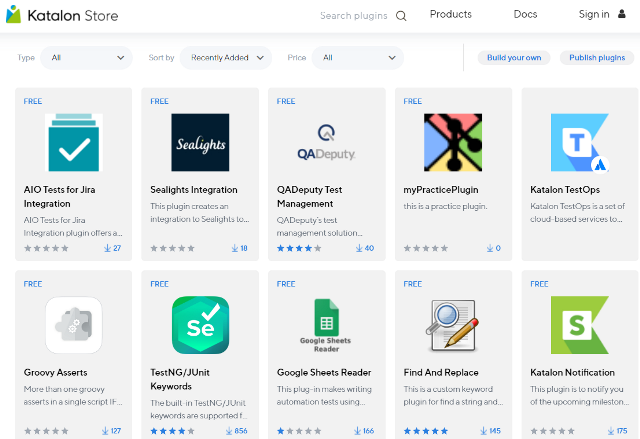 Katalon Store
Search plugins
Products
Docs
Sign in
Type
All
Sort by
Recently Added
Price
All
Build your own
Publish plugins
FREE
AIO Tests for Jira
Integration
AIO Tests for Jira
Integration plugin offers a...
27
FREE
Sealights
Sealights Integration
This plugin creates an
integration to Sealights to...
18
FREE
QADeputy
QADeputy Test
Management
QADeputy's test
management solution...
40
FREE
myPracticePlugin
this is a practice plugin.
0
T
Katalon TestOps
Katalon TestOps is a set of
cloud-based services to...
FREE
Groovy Asserts
More than one groovy
asserts in a single script IF...
127
FREE
Se
TestNG/JUnit
Keywords
The built-in TestNG/JUnit
keywords are supported f...
856
FREE
Google Sheets
Reader
Google Sheets Reader
This plug-in makes writing
automation tests using...
166
FREE
Find And Replace
This is a custom keyword
plugin for find a string and...
145
FREE
S
Katalon Notification
This plugin is to notify you
of the upcoming mileston...
175